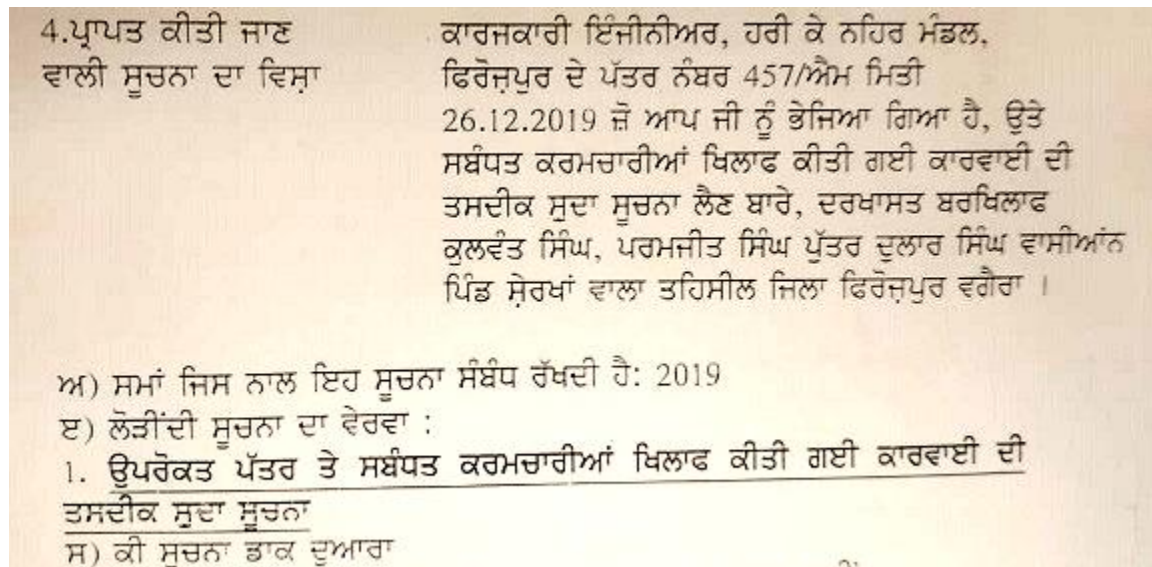 4.ਪ੍ਰਾਪਤ ਕੀਤੀ ਜਾਣ ਵਾਲੀ ਸੂਚਨਾ ਦਾ ਵਿਸ਼ਾ
ਕਾਰਜਕਾਰੀ ਇੰਜੀਨੀਅਰ, ਹਰੀ ਕੇ ਨਹਿਰ ਮੰਡਲ,
ਫਿਰੋਜ਼ਪੁਰ ਦੇ ਪੱਤਰ ਨੰਬਰ 457/ਐਮ ਮਿਤੀ
26.12.2019 ਜ਼ੋ ਆਪ ਜੀ ਨੂੰ ਭੇਜਿਆ ਗਿਆ ਹੈ, ਉਤੇ
ਸਬੰਧਤ ਕਰਮਚਾਰੀਆਂ ਖਿਲਾਫ ਕੀਤੀ ਗਈ ਕਾਰਵਾਈ ਦੀ
ਤਸਦੀਕ ਸੁਦਾ ਸੂਚਨਾ ਲੈਣ ਬਾਰੇ, ਦਰਖਾਸਤ ਬਰਖਿਲਾਫ
ਕੁਲਵੰਤ ਸਿੰਘ, ਪਰਮਜੀਤ ਸਿੰਘ ਪੁੱਤਰ ਦੁਲਾਰ ਸਿੰਘ ਵਾਸੀਆਂਨ
ਪਿੰਡ ਸ਼ੇਰਖਾਂ ਵਾਲਾ ਤਹਿਸੀਲ ਜਿਲਾ ਫਿਰੋਜ਼ਪੁਰ ਵਗੈਰਾ ।
ਅ) ਸਮਾਂ ਜਿਸ ਨਾਲ ਇਹ ਸੂਚਨਾ ਸੰਬੰਧ ਰੱਖਦੀ ਹੈ: 2019
ੲ) ਲੋੜੀਂਦੀ ਸੂਚਨਾ ਦਾ ਵੇਰਵਾ :
1. ਉਪਰੋਕਤ ਪੱਤਰ ਤੇ ਸਬੰਧਤ ਕਰਮਚਾਰੀਆਂ ਖਿਲਾਫ ਕੀਤੀ ਗਈ ਕਾਰਵਾਈ ਦੀ
ਤਸਦੀਕ ਸੁਦਾ ਸੂਚਨਾ
ਸ) ਕੀ ਸੂਚਨਾ ਡਾਕ ਦੁਆਰਾ